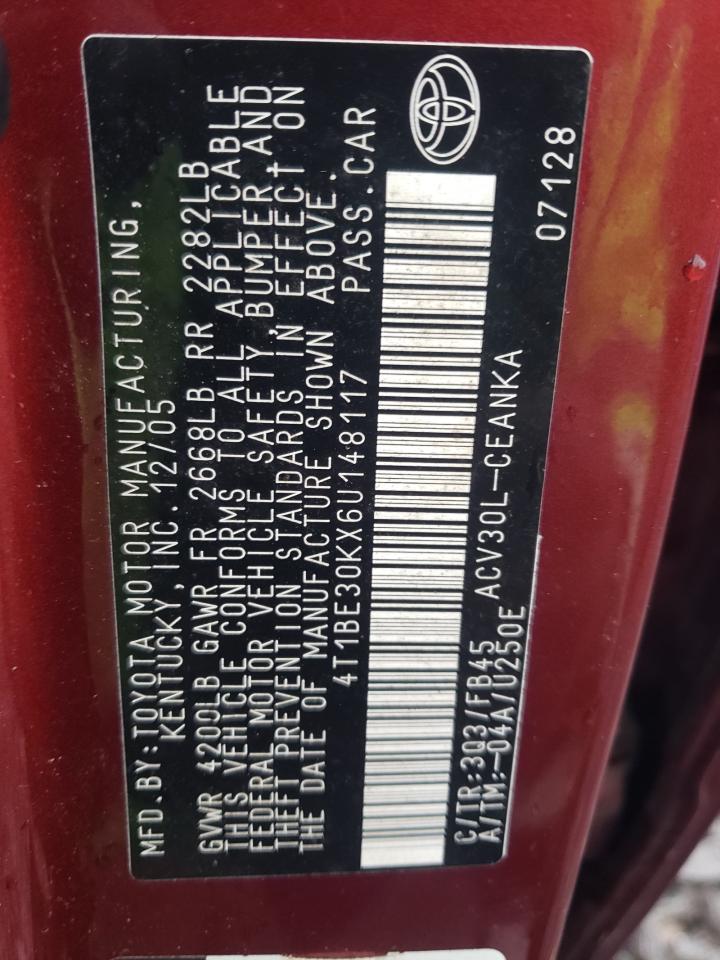 MFD.BY:TOYOTA MOTOR MANUFACTURING,
KENTUCKY, INC.12/05
GVWR 4200LB GAWR FR 2668LB RR 2282LB
THIS VEHICLE CONFORMS TO ALL APPLICABLE
FEDERAL MOTOR VEHICLE SAFETY,BUMPER,AND
THEFT PREVENTION STANDARDS IN EFFECT ON
THE DATE OF MANUFACTURE SHOWN ABOVE.
4T1BE30KX6U148117 PASS.CAR
C/TR:3Q3/FB45 ACV30L-CEANKA
A/TM:-04A/U250E
07128